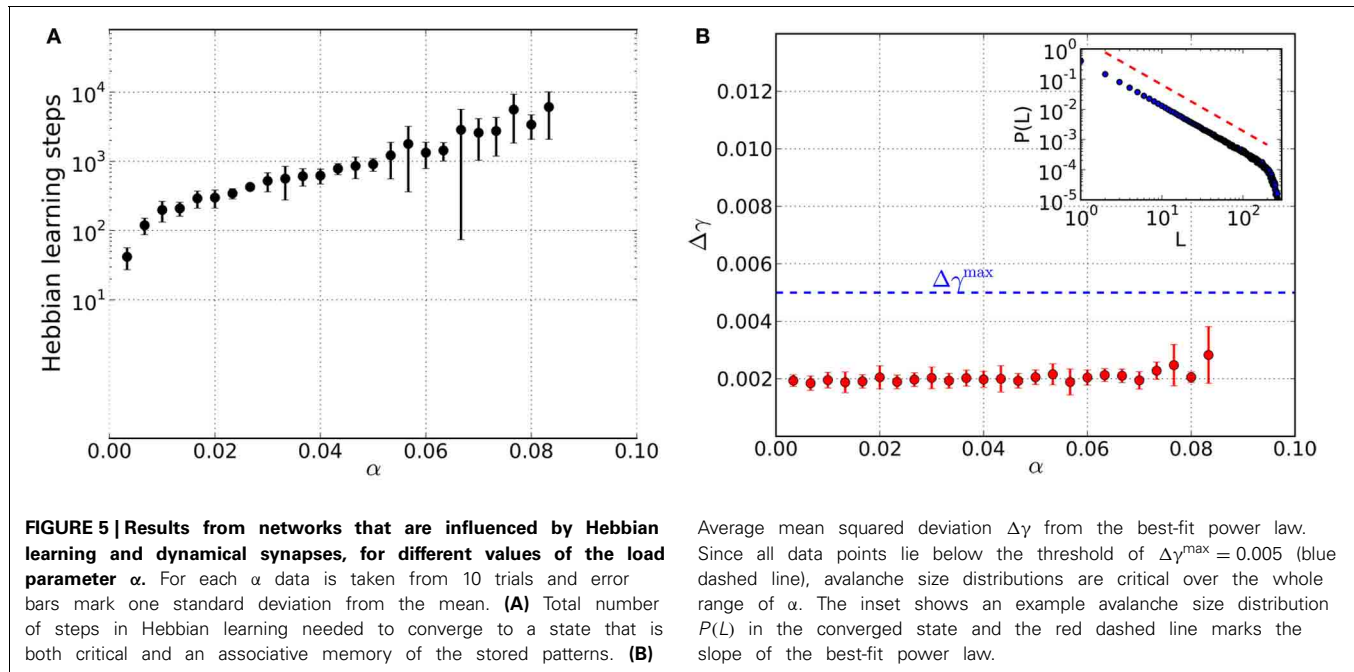 A
Hebbian learning steps
10^4
10^3
10^2
10^1
0.00 0.02 0.04 0.06 0.08 0.10
α
B
Δγ
0.012
0.010
0.008
0.006
0.004
0.002
Δγ^max
0.00 0.02 0.04 0.06 0.08 0.10
α
P(L)
10^0
10^-1
10^-2
10^-3
10^-4
10^-5
10^0 10^1 10^2
L
FIGURE 5 | Results from networks that are influenced by Hebbian
learning and dynamical synapses, for different values of the load
parameter α. For each α data is taken from 10 trials and error
bars mark one standard deviation from the mean. (A) Total number
of steps in Hebbian learning needed to converge to a state that is
both critical and an associative memory of the stored patterns. (B)
Average mean squared deviation Δγ from the best-fit power law.
Since all data points lie below the threshold of Δγ^max = 0.005 (blue
dashed line), avalanche size distributions are critical over the whole
range of α. The inset shows an example avalanche size distribution
P(L) in the converged state and the red dashed line marks the
slope of the best-fit power law.